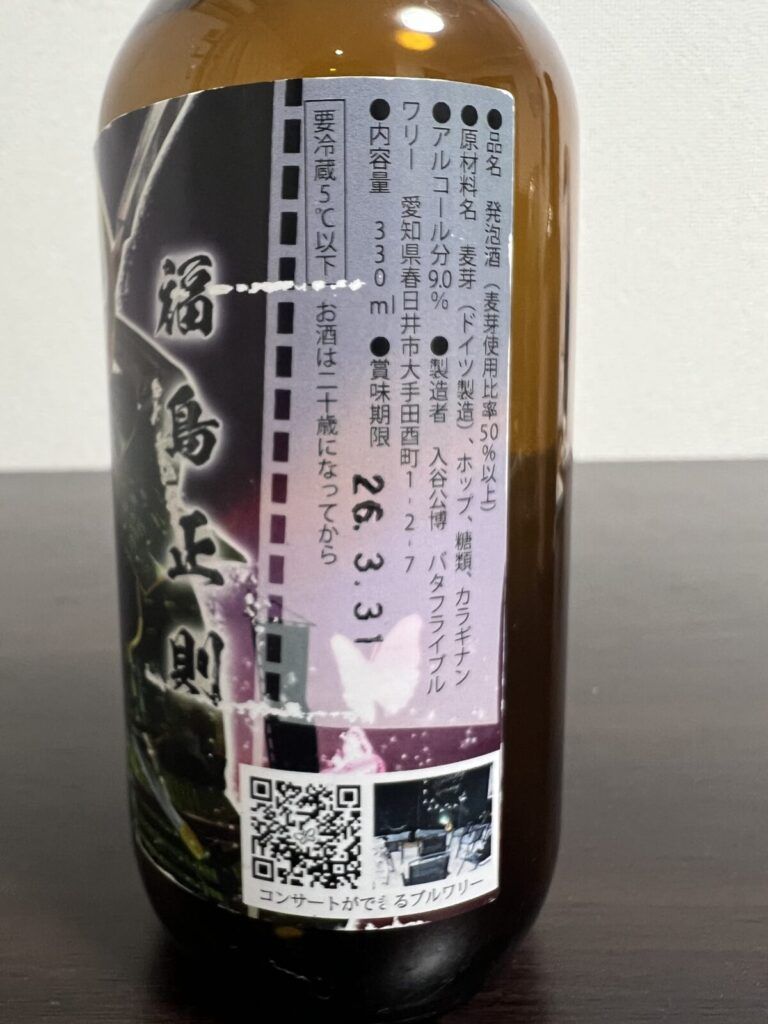 ●品名　発泡酒（麦芽使用比率50％以上）
●原材料名　麦芽（ドイツ製造）、ホップ、糖類、カラギナン
●アルコール分9.0％　●製造者　入谷公博　バタフライブル
ワリー　愛知県春日井市大手田酉町1-2-7
●内容量　330ml　●賞味期限
26.3.31
要冷蔵5℃以下　お酒は二十歳になってから
福島正則
コンサートができるブルワリー